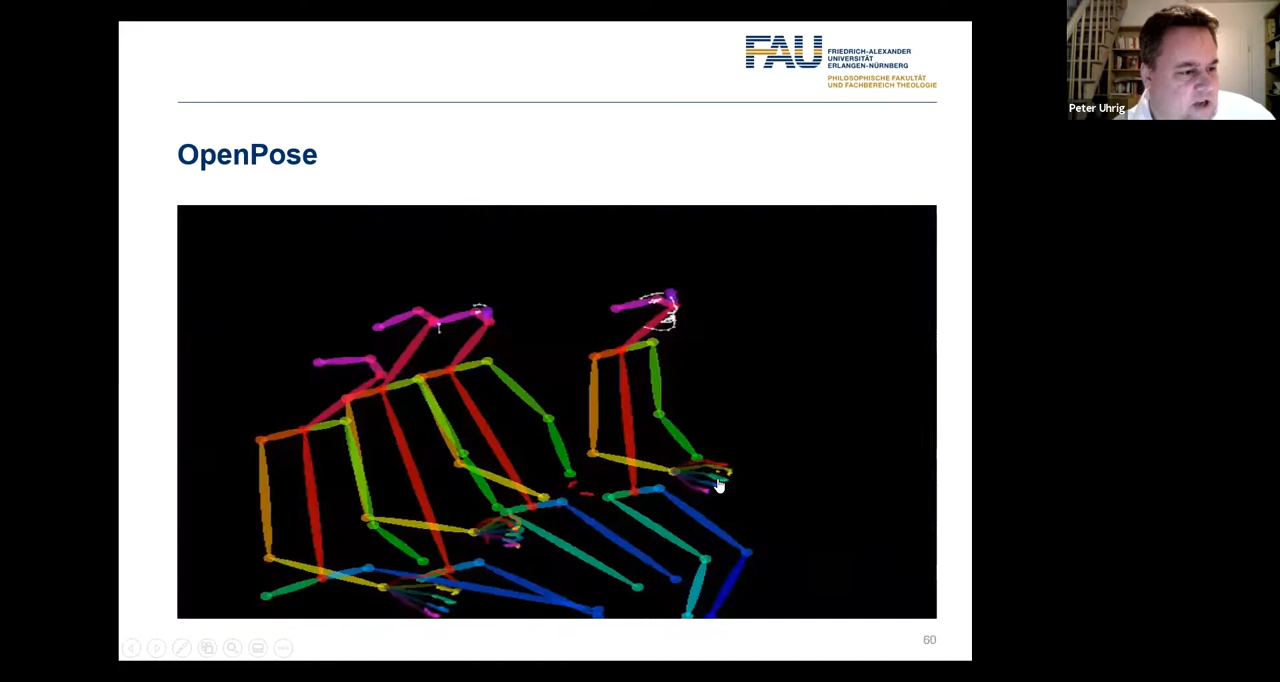 FAU
FRIEDRICH-ALEXANDER
UNIVERSITÄT
ERLANGEN-NÜRNBERG
PHILOSOPHISCHE FAKULTÄT
UND FACHBEREICH THEOLOGIE
Peter Uhrig
OpenPose
60